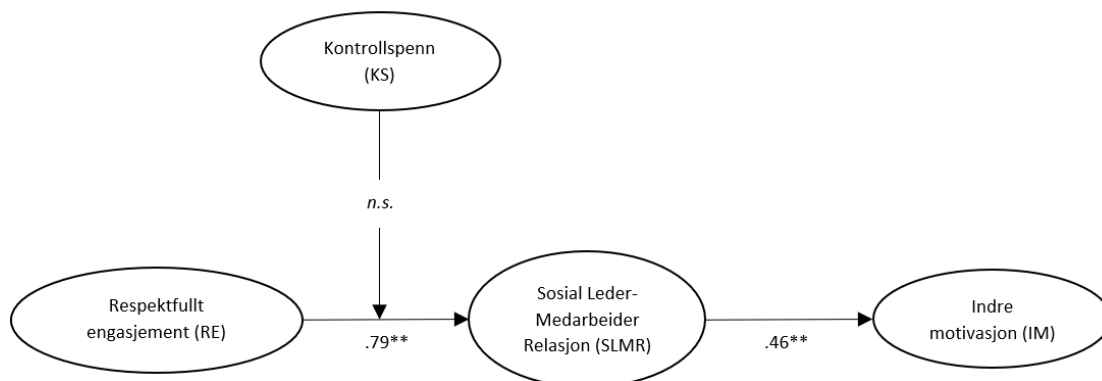 Kontrollspenn
(KS)
n.s.
Respektfullt
engasjement (RE)
.79**
Sosial Leder-
Medarbeider
Relasjon (SLMR)
.46**
Indre
motivasjon (IM)